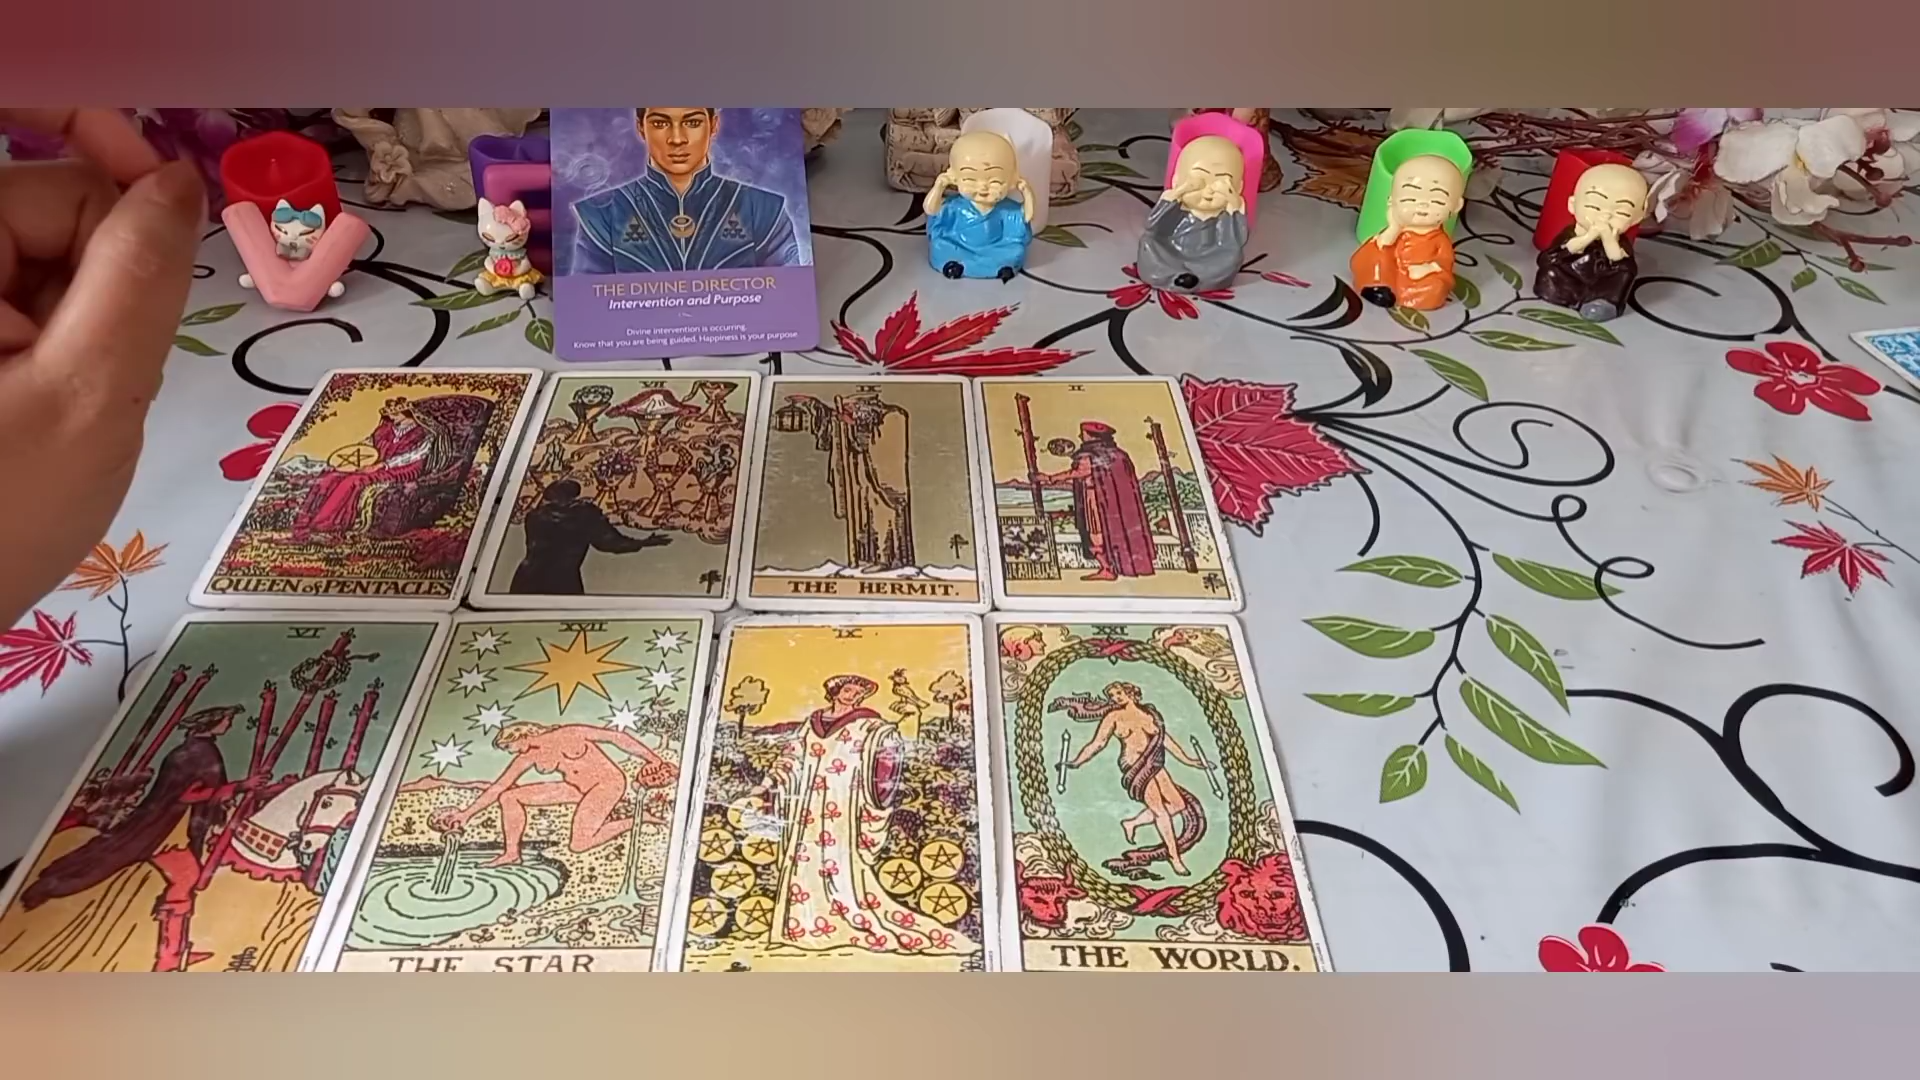 THE DIVINE DIRECTOR
Intervention and Purpose
Divine intervention is occurring.
Know that you are being guided. Happiness is your purpose.
VII
IX
II
QUEEN of PENTACLES
THE HERMIT.
VI
XVII
IX
XXI
THE STAR
THE WORLD.